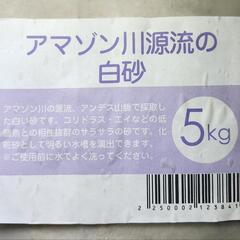 アマゾン川源流の
白砂
アマゾン川の源流、アンデス山脈で採取し
た白い砂です。コリドラス・エイなどの低
層魚との相性抜群のサラサラの砂です。化
粧砂として明るい水槽を演出できます。
※ご使用前に水でよく洗ってください。
5kg
2250002123841